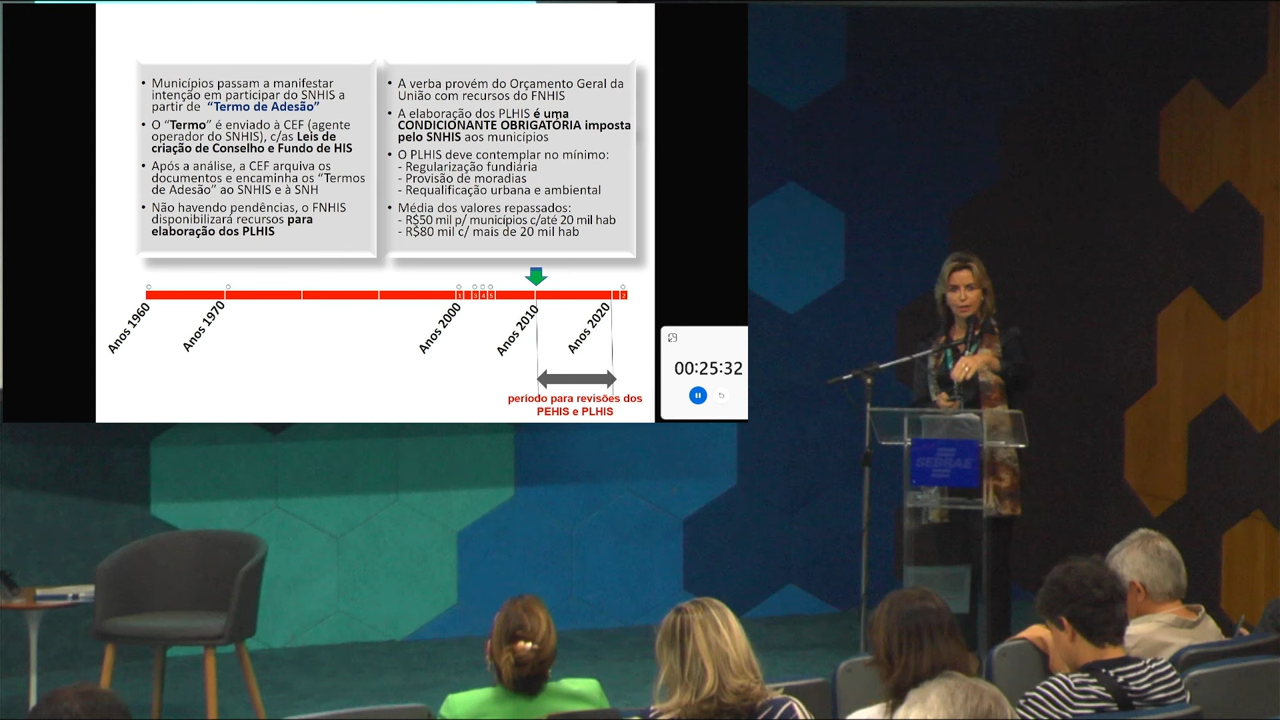 • Municípios passam a manifestar
intenção em participar do SNHIS a
partir de “Termo de Adesão”
• O “Termo” é enviado à CEF (agente
operador do SNHIS), c/as Leis de
criação de Conselho e Fundo de HIS
• Após a análise, a CEF arquiva os
documentos e encaminha os “Termos
de Adesão” ao SNHIS e à SNH
• Não havendo pendências, o FNHIS
disponibilizará recursos para
elaboração dos PLHIS
• A verba provém do Orçamento Geral da
União com recursos do FNHIS
• A elaboração dos PLHIS é uma
CONDICIONANTE OBRIGATÓRIA imposta
pelo SNHIS aos municípios
• O PLHIS deve contemplar no mínimo:
- Regularização fundiária
- Provisão de moradias
- Requalificação urbana e ambiental
• Média dos valores repassados:
- R$50 mil p/ municípios c/até 20 mil hab
- R$80 mil c/ mais de 20 mil hab
Anos 1960
Anos 1970
Anos 2000
Anos 2010
Anos 2020
período para revisões dos
PEHIS e PLHIS
00:25:32
SEBRAE